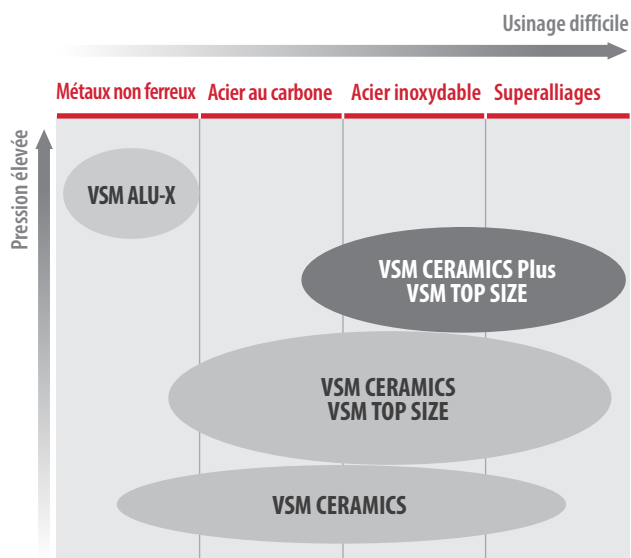 Usinage difficile
Métaux non ferreux
Acier au carbone
Acier inoxydable
Superalliages
Pression élevée
VSM ALU-X
VSM CERAMICS Plus
VSM TOP SIZE
VSM CERAMICS
VSM TOP SIZE
VSM CERAMICS